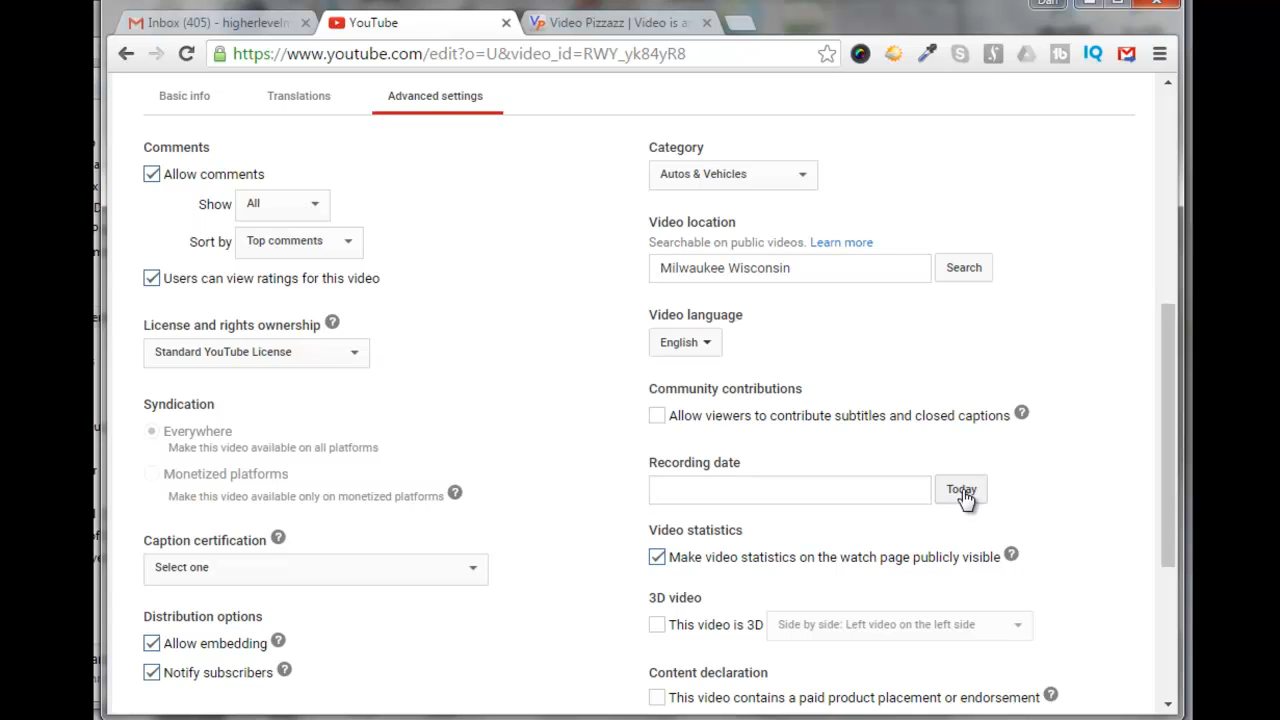 Dan
Inbox (405) - higherleveln
YouTube
Video Pizzazz | Video is a
https://www.youtube.com/edit?o=U&video_id=RWY_yk84yR8
Basic info
Translations
Advanced settings
Comments
Allow comments
Show All
Sort by Top comments
Users can view ratings for this video
License and rights ownership ?
Standard YouTube License
Syndication
Everywhere
Make this video available on all platforms
Monetized platforms
Make this video available only on monetized platforms ?
Caption certification ?
Select one
Distribution options
Allow embedding ?
Notify subscribers ?
Category
Autos & Vehicles
Video location
Searchable on public videos. Learn more
Milwaukee Wisconsin Search
Video language
English
Community contributions
Allow viewers to contribute subtitles and closed captions ?
Recording date
Today
Video statistics
Make video statistics on the watch page publicly visible ?
3D video
This video is 3D Side by side: Left video on the left side
Content declaration
This video contains a paid product placement or endorsement ?